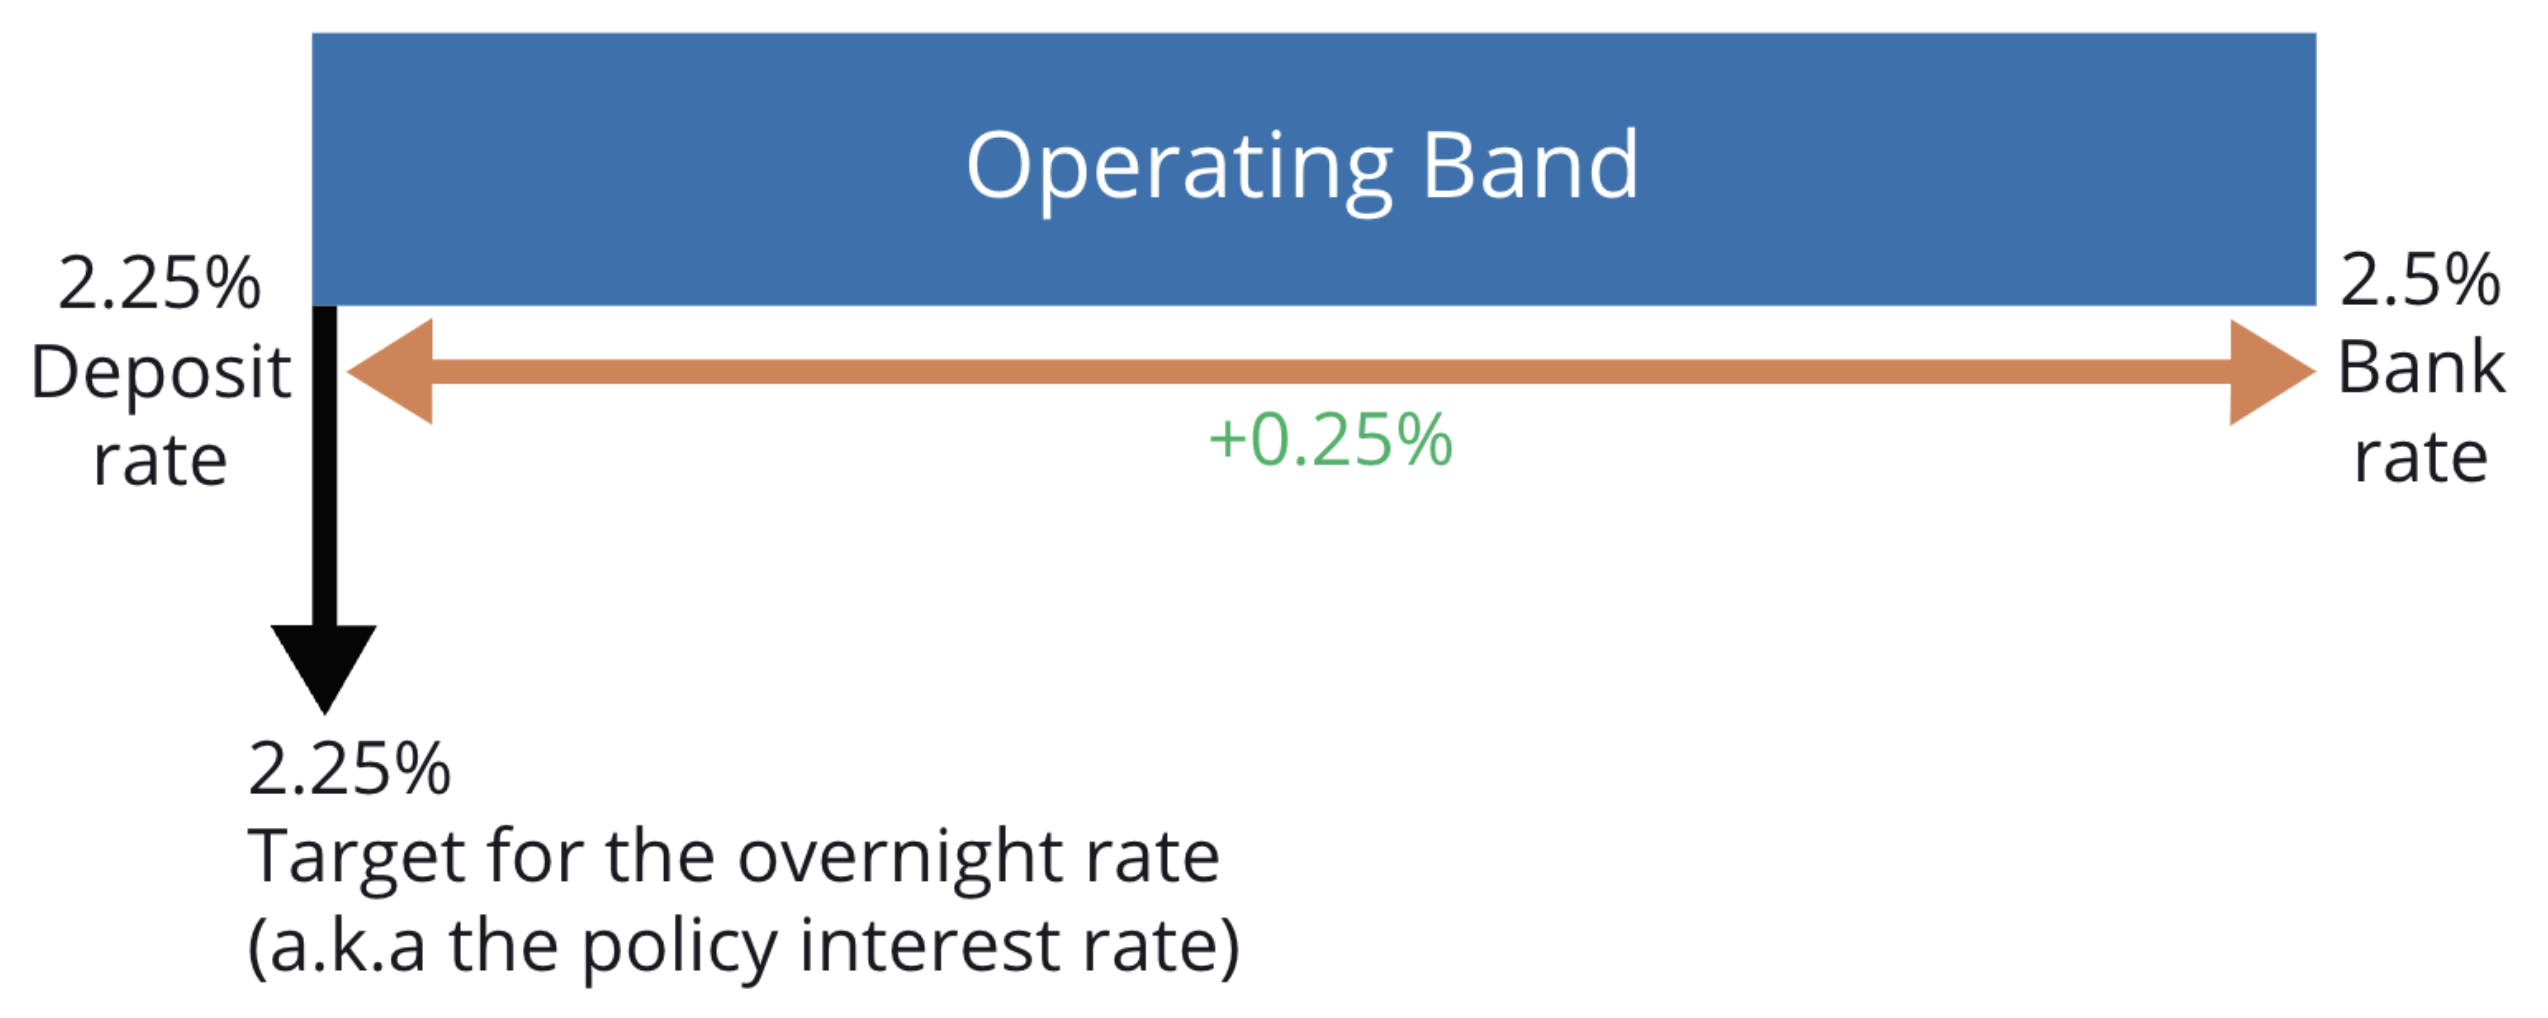 Operating Band
2.25%
Deposit
rate
2.5%
Bank
rate
+0.25%
2.25%
Target for the overnight rate
(a.k.a the policy interest rate)